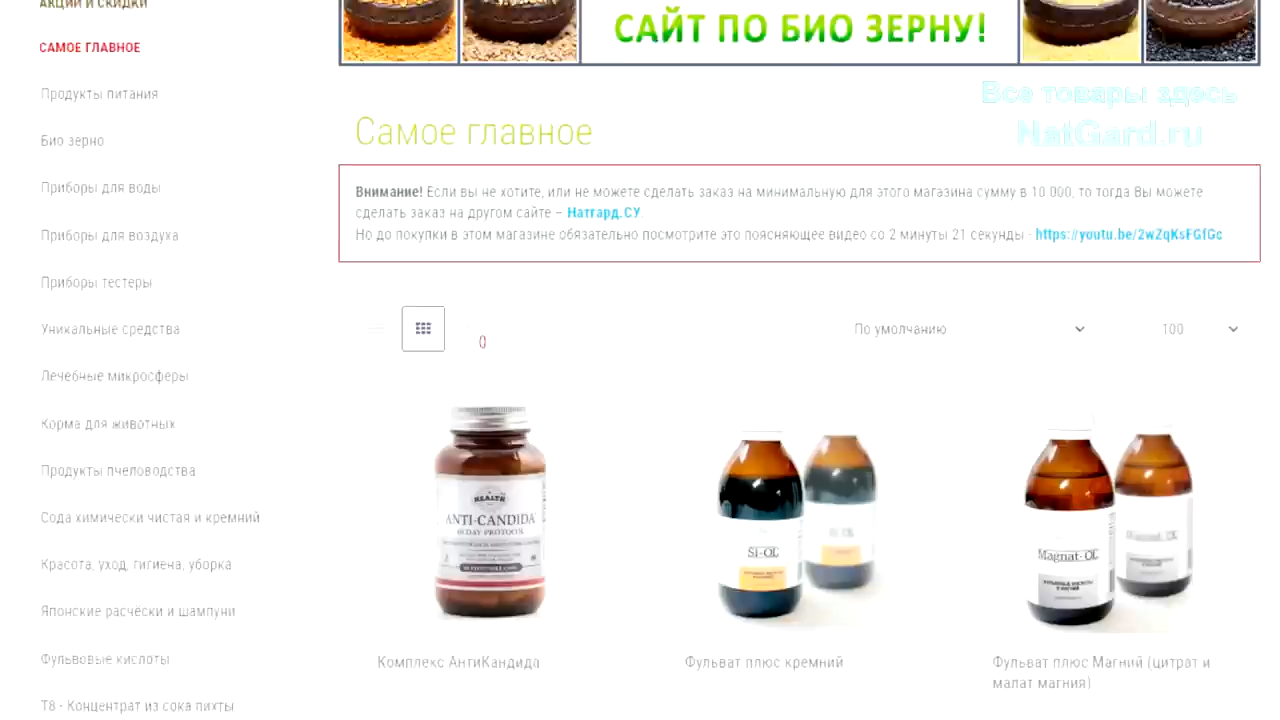 АКЦИИ И СКИДКИ
САМОЕ ГЛАВНОЕ
Продукты питания
Био зерно
Приборы для воды
Приборы для воздуха
Приборы тестеры
Уникальные средства
Лечебные микросферы
Корма для животных
Продукты пчеловодства
Сода химически чистая и кремний
Красота, уход, гигиена, уборка
Японские расчёски и шампуни
Фульвовые кислоты
Т8 - Концентрат из сока пихты
САЙТ ПО БИО ЗЕРНУ!
Все товары здесь
NatGard.ru
Самое главное
Внимание! Если вы не хотите, или не можете сделать заказ на минимальную для этого магазина сумму в 10 000, то тогда Вы можете
сделать заказ на другом сайте – Натгард.СУ.
Но до покупки в этом магазине обязательно посмотрите это поясняющее видео со 2 минуты 21 секунды - https://youtu.be/2wZqKsFGfGc
0
По умолчанию
100
HEALTH
ANTI-CANDIDA
Si-OL
Magnat-OL
Комплекс АнтиКандида
Фульват плюс кремний
Фульват плюс Магний (цитрат и
малат магния)